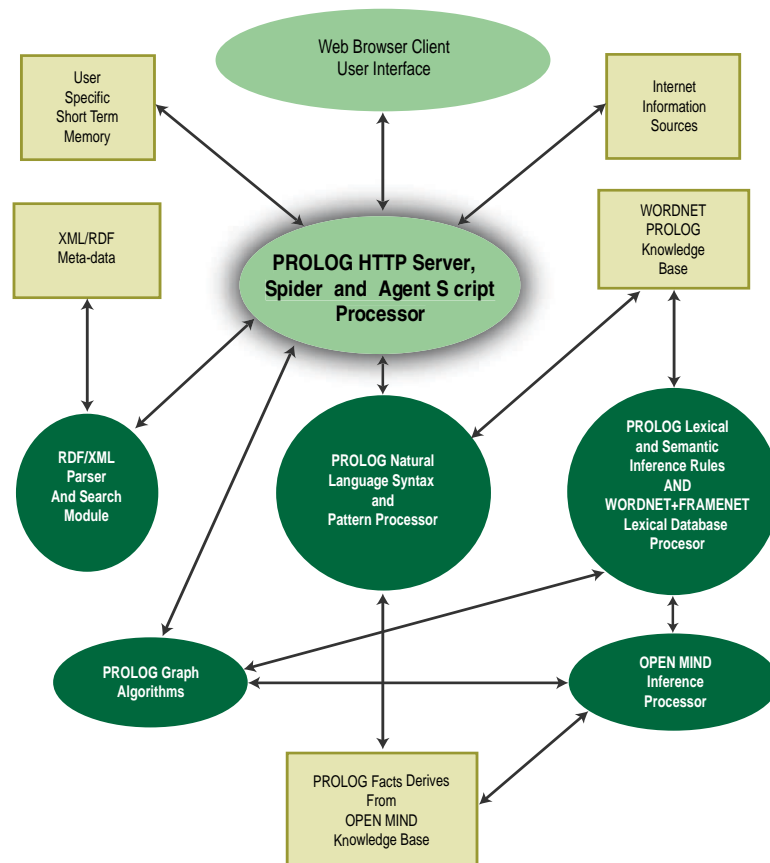 Web Browser Client
User Interface
User
Specific
Short Term
Memory
Internet
Information
Sources
XML/RDF
Meta-data
PROLOG HTTP Server,
Spider and Agent S cript
Processor
WORDNET
PROLOG
Knowledge
Base
RDF/XML
Parser
And Search
Module
PROLOG Natural
Language Syntax
and
Pattern Processor
PROLOG Lexical
and Semantic
Inference Rules
AND
WORDNET+FRAMENET
Lexical Database
Procesor
PROLOG Graph
Algorithms
OPEN MIND
Inference
Processor
PROLOG Facts Derives
From
OPEN MIND
Knowledge Base